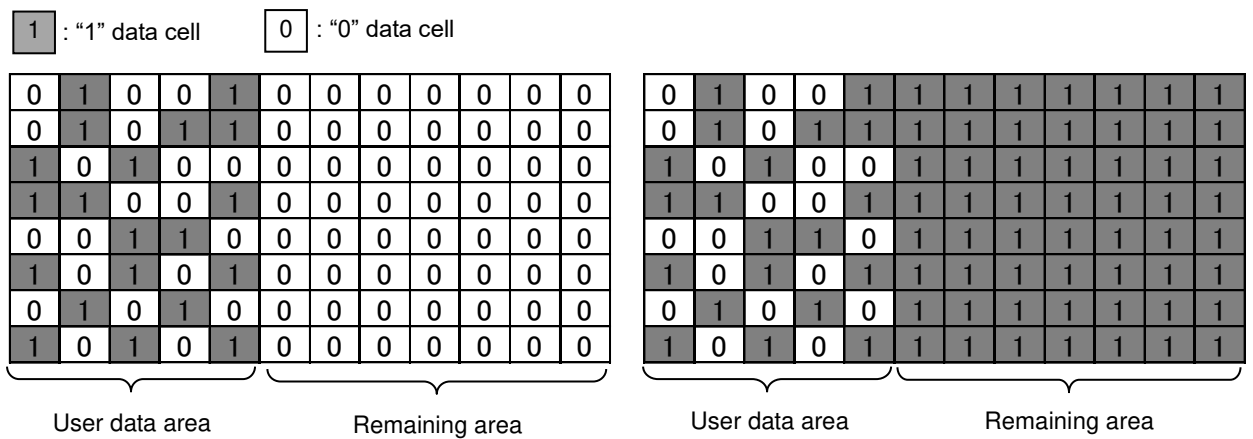 1 : “1” data cell 0 : “0” data cell
0 1 0 0 1 0 0 0 0 0 0 0 0 1 0 0 1 1 1 1 1 1 1 1
0 1 0 1 1 0 0 0 0 0 0 0 0 1 0 1 1 1 1 1 1 1 1 1
1 0 1 0 0 0 0 0 0 0 0 0 1 0 1 0 0 1 1 1 1 1 1 1
1 1 0 0 1 0 0 0 0 0 0 0 1 1 0 0 1 1 1 1 1 1 1 1
0 0 1 1 0 0 0 0 0 0 0 0 0 0 1 1 0 1 1 1 1 1 1 1
1 0 1 0 1 0 0 0 0 0 0 0 1 0 1 0 1 1 1 1 1 1 1 1
0 1 0 1 0 0 0 0 0 0 0 0 0 1 0 1 0 1 1 1 1 1 1 1
1 0 1 0 1 0 0 0 0 0 0 0 1 0 1 0 1 1 1 1 1 1 1 1
User data area Remaining area User data area Remaining area